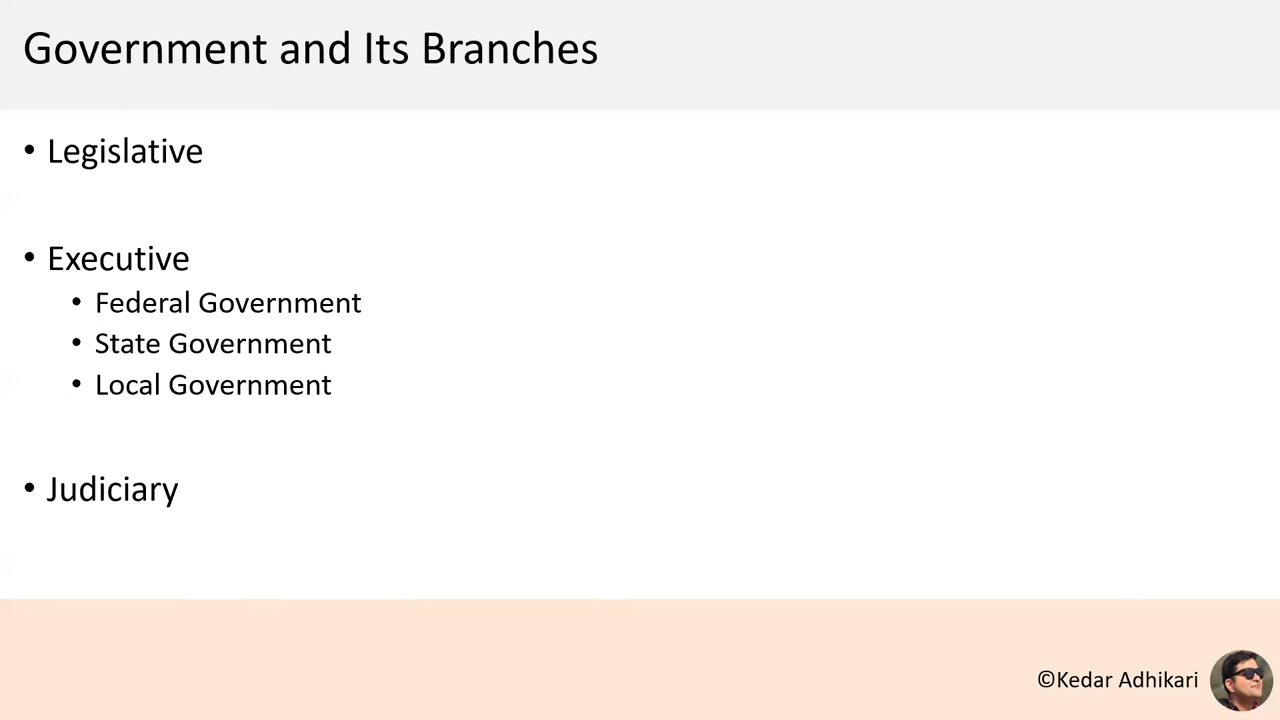 Government and Its Branches
• Legislative
• Executive
• Federal Government
• State Government
• Local Government
• Judiciary
©Kedar Adhikari